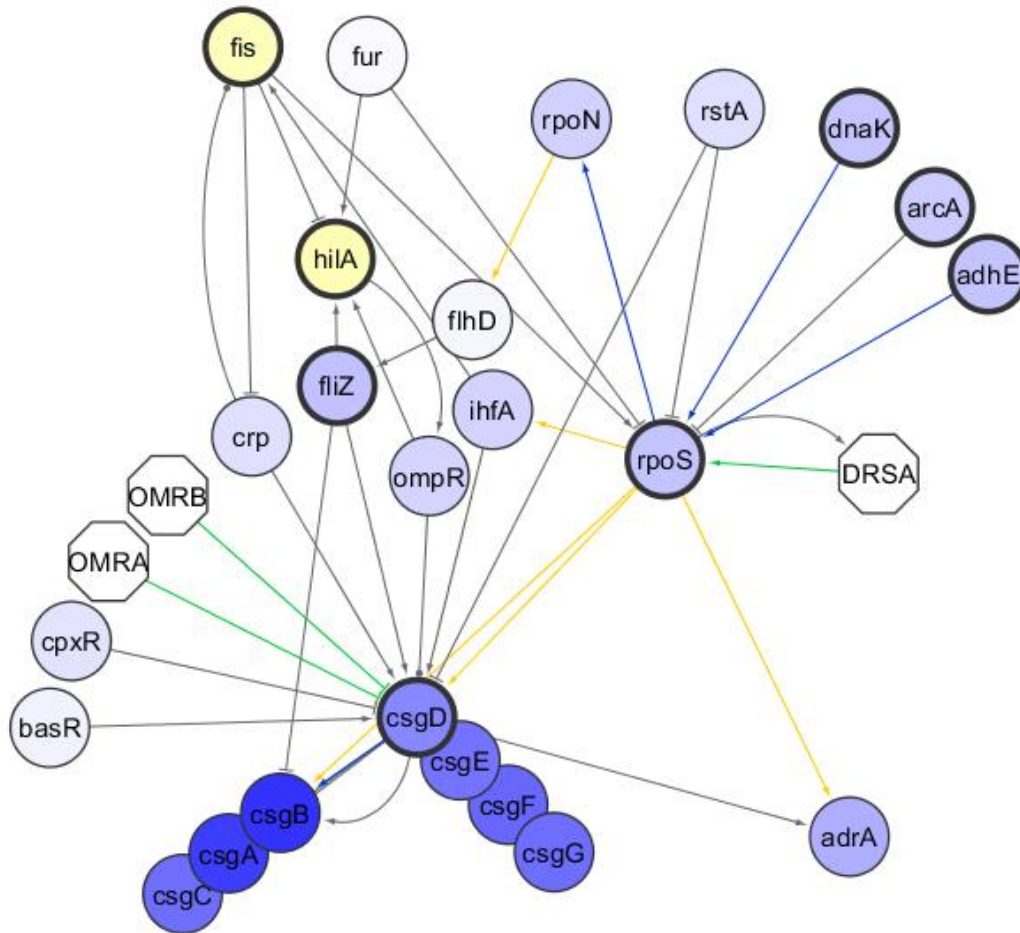 fis
fur
rpoN
rstA
dnaK
arcA
adhE
hilA
flhD
fliZ
ihfA
crp
ompR
rpoS
DRSA
OMRB
OMRA
cpxR
basR
csgD
csgE
csgF
csgG
csgB
csgA
csgC
adrA